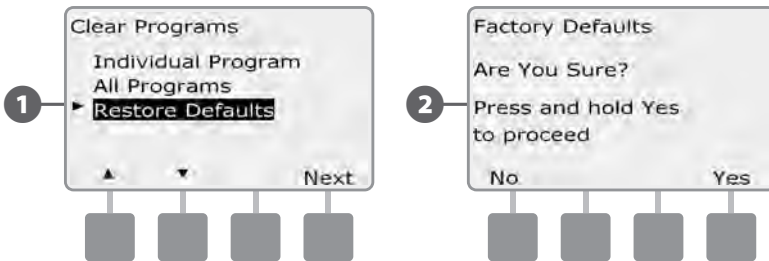 1
Clear Programs
Individual Program
All Programs
► Restore Defaults
▲ ▼ Next
2
Factory Defaults
Are You Sure?
Press and hold Yes
to proceed
No Yes